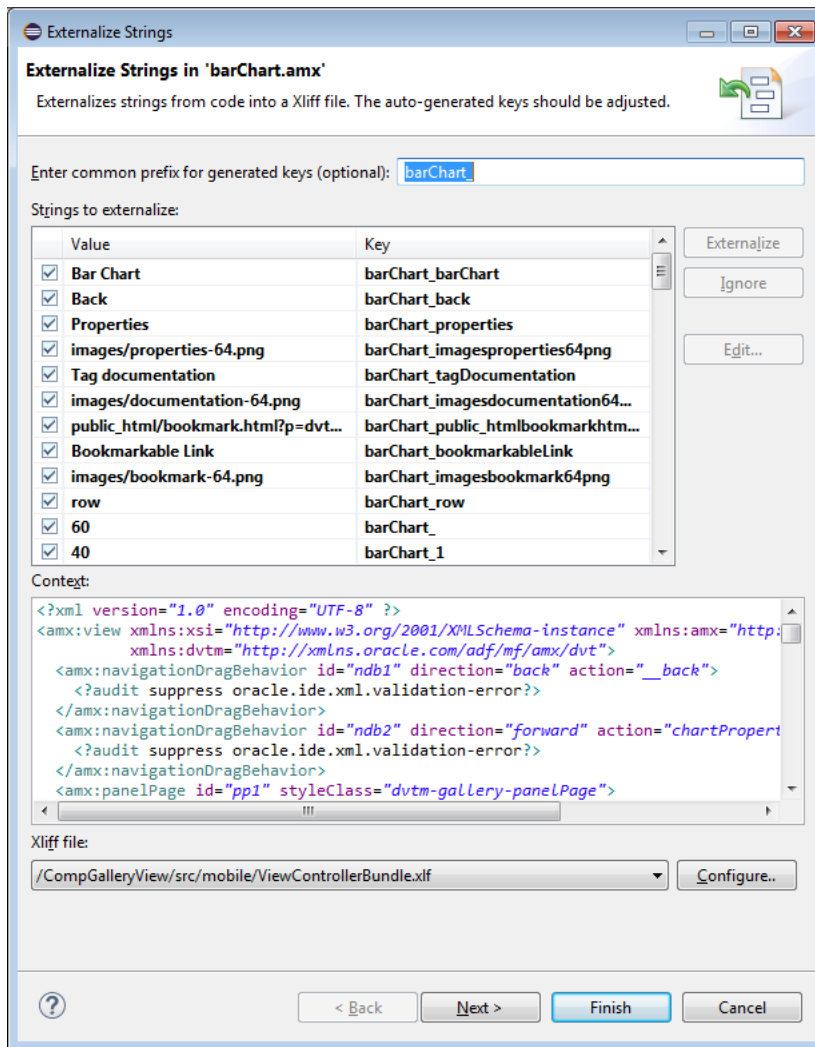 Externalize Strings
Externalize Strings in 'barChart.amx'
Externalizes strings from code into a Xliff file. The auto-generated keys should be adjusted.
Enter common prefix for generated keys (optional): barChart_
Strings to externalize:
Value Key
Bar Chart barChart_barChart
Back barChart_back
Properties barChart_properties
images/properties-64.png barChart_imagesproperties64png
Tag documentation barChart_tagDocumentation
images/documentation-64.png barChart_imagesdocumentation64...
public_html/bookmark.html?p=dvt... barChart_public_htmlbookmarkhtm...
Bookmarkable Link barChart_bookmarkableLink
images/bookmark-64.png barChart_imagesbookmark64png
row barChart_row
60 barChart_
40 barChart_1
Externalize
Ignore
Edit...
Context:
<?xml version="1.0" encoding="UTF-8" ?>
<amx:view xmlns:xsi="http://www.w3.org/2001/XMLSchema-instance" xmlns:amx="http:
xmlns:dvtm="http://xmlns.oracle.com/adf/mf/amx/dvt">
<amx:navigationDragBehavior id="ndb1" direction="back" action="__back">
<?audit suppress oracle.ide.xml.validation-error?>
</amx:navigationDragBehavior>
<amx:navigationDragBehavior id="ndb2" direction="forward" action="chartPropert
<?audit suppress oracle.ide.xml.validation-error?>
</amx:navigationDragBehavior>
<amx:panelPage id="pp1" styleClass="dvtm-gallery-panelPage">
Xliff file:
/CompGalleryView/src/mobile/ViewControllerBundle.xlf Configure..
? < Back Next > Finish Cancel